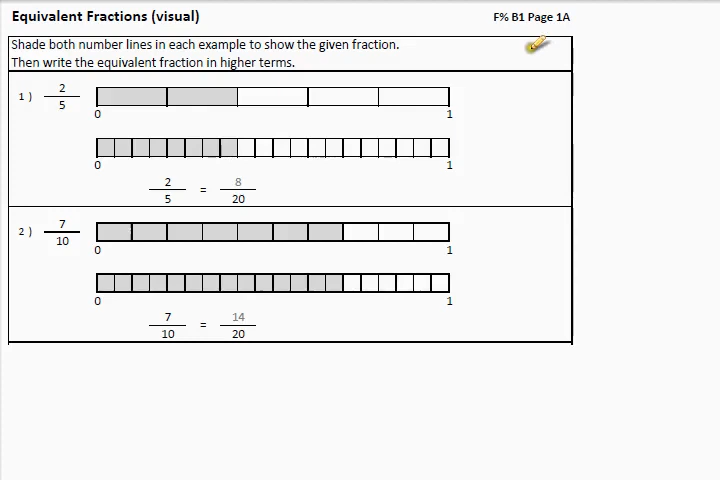 Equivalent Fractions (visual) F% B1 Page 1A
Shade both number lines in each example to show the given fraction.
Then write the equivalent fraction in higher terms.
1 ) 2
5
0 1
0 1
2 = 8
5 20
2 ) 7
10
0 1
0 1
7 = 14
10 20